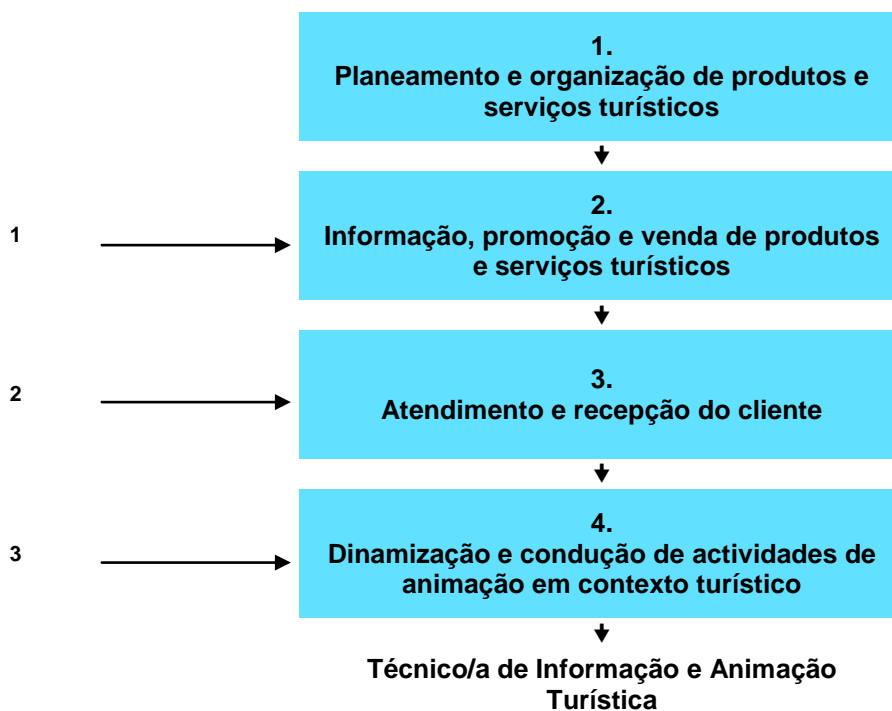 1.
Planeamento e organização de produtos e
serviços turísticos
2.
Informação, promoção e venda de produtos
e serviços turísticos
1
3.
Atendimento e recepção do cliente
2
4.
Dinamização e condução de actividades de
animação em contexto turístico
3
Técnico/a de Informação e Animação
Turística